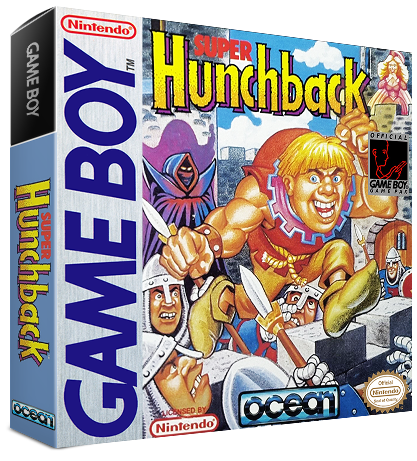 GAME BOY
SUPER
Hunchback
Nintendo
GAME BOY
TM
SUPER
Hunchback
OFFICIAL
GAME BOY
GAME PAK
LICENSED BY
Nintendo
ocean
ocean
Official
Nintendo
Seal of Quality